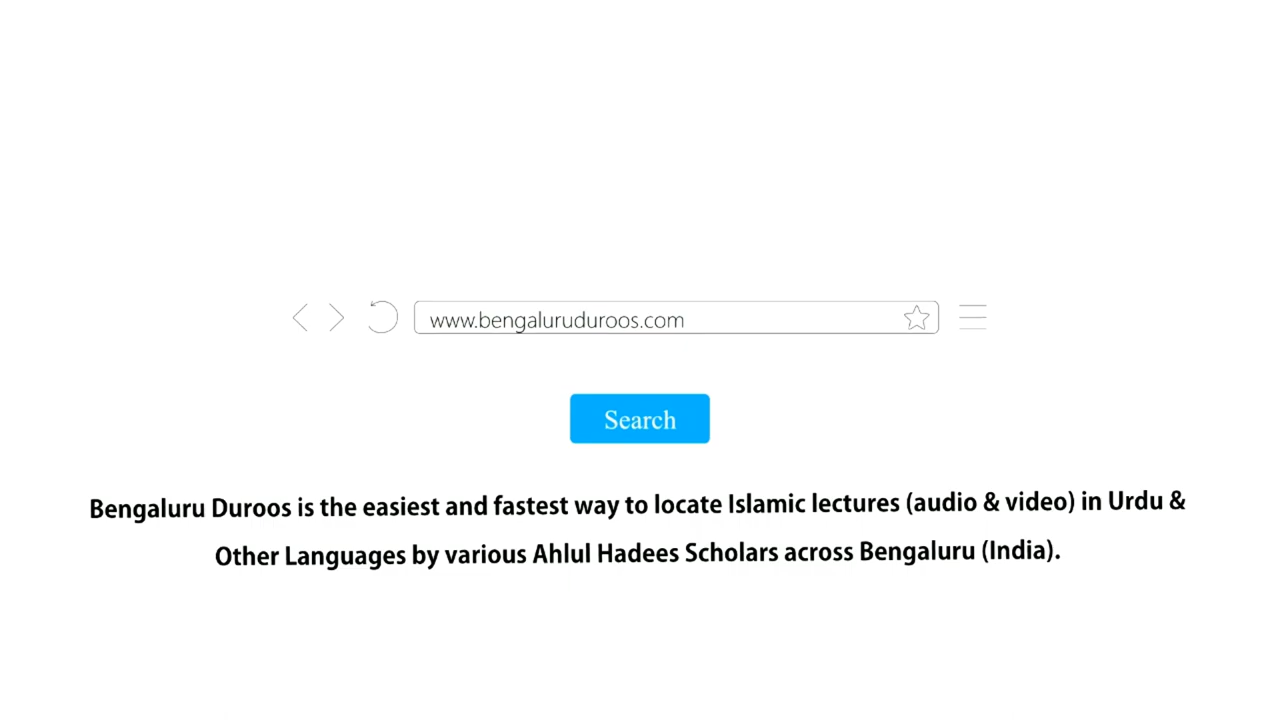 www.bengaluruduroos.com
Search
Bengaluru Duroos is the easiest and fastest way to locate Islamic lectures (audio & video) in Urdu &
Other Languages by various Ahlul Hadees Scholars across Bengaluru (India).